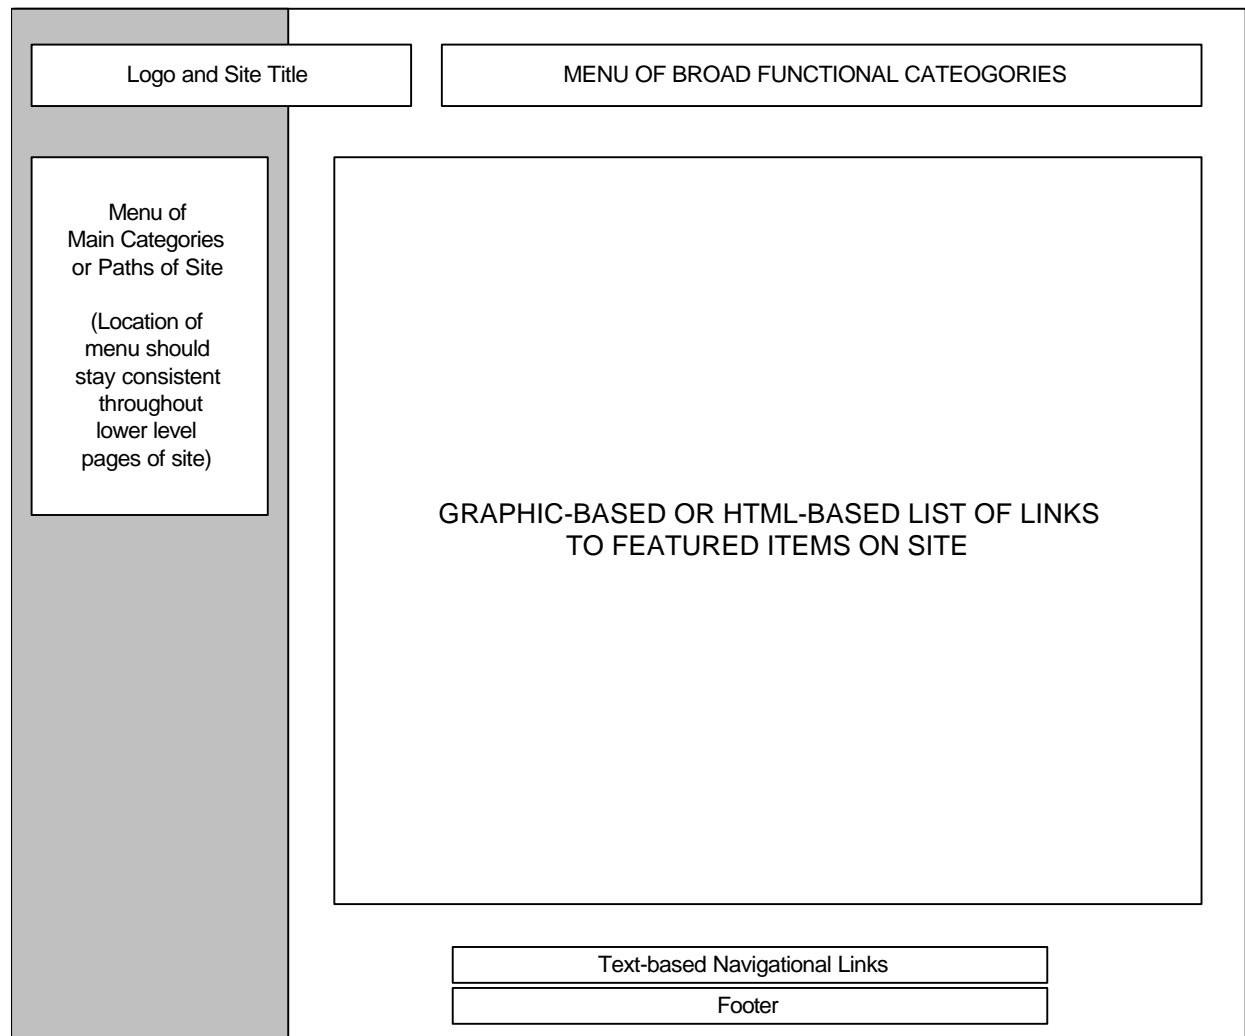 Logo and Site Title
MENU OF BROAD FUNCTIONAL CATEOGORIES
Menu of
Main Categories
or Paths of Site
(Location of
menu should
stay consistent
throughout
lower level
pages of site)
GRAPHIC-BASED OR HTML-BASED LIST OF LINKS
TO FEATURED ITEMS ON SITE
Text-based Navigational Links
Footer